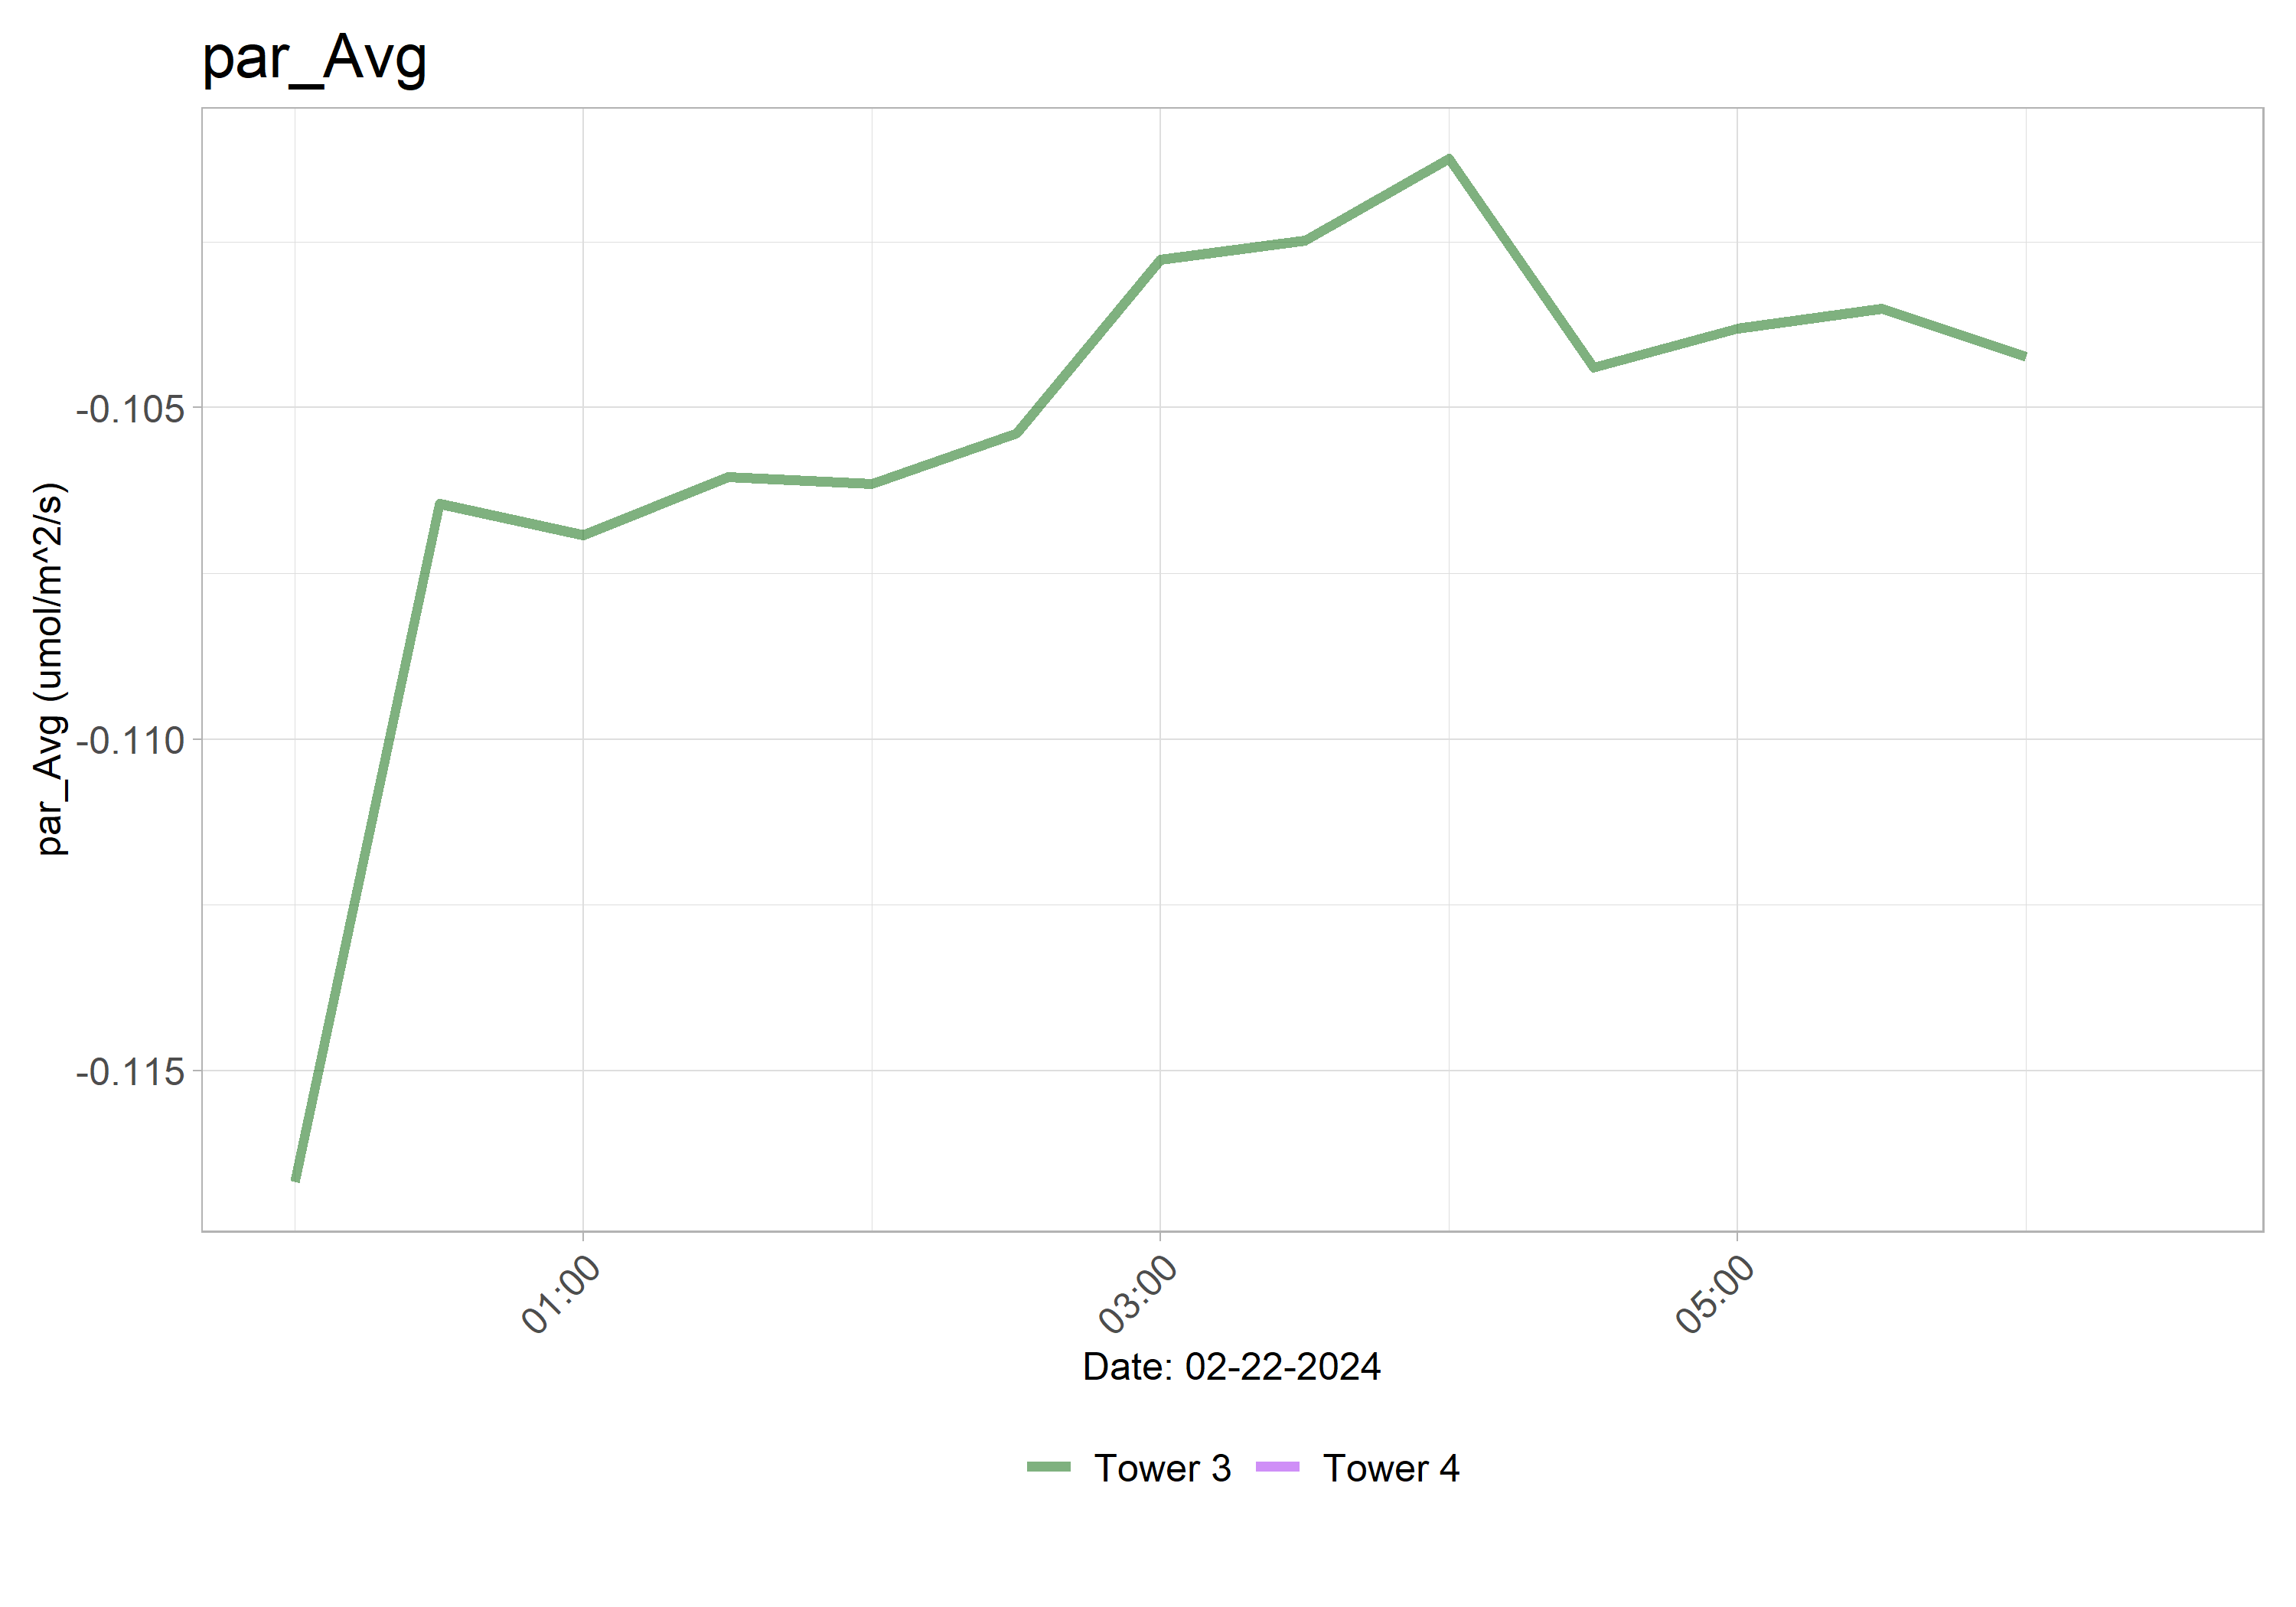 par_Avg
par_Avg (umol/m^2/s)
-0.105
-0.110
-0.115
01:00
03:00
05:00
Date: 02-22-2024
Tower 3
Tower 4